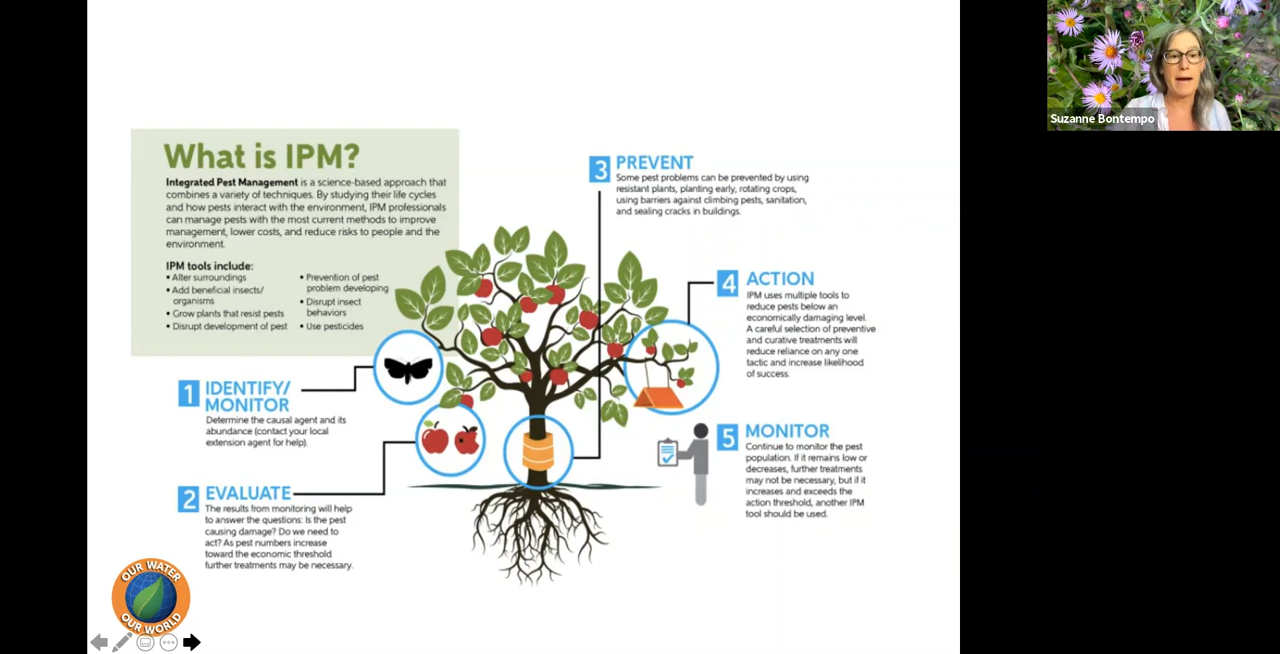 What is IPM?
Integrated Pest Management is a science-based approach that
combines a variety of techniques. By studying their life cycles
and how pests interact with the environment, IPM professionals
can manage pests with the most current methods to improve
management, lower costs, and reduce risks to people and the
environment.
IPM tools include:
• Alter surroundings
• Add beneficial insects/
organisms
• Grow plants that resist pests
• Disrupt development of pest
• Prevention of pest
problem developing
• Disrupt insect
behaviors
• Use pesticides
1 IDENTIFY/
MONITOR
Determine the causal agent and its
abundance (contact your local
extension agent for help).
2 EVALUATE
The results from monitoring will help
to answer the questions: Is the pest
causing damage? Do we need to
act? As pest numbers increase
toward the economic threshold
further treatments may be necessary.
3 PREVENT
Some pest problems can be prevented by using
resistant plants, planting early, rotating crops,
using barriers against climbing pests, sanitation,
and sealing cracks in buildings.
4 ACTION
IPM uses multiple tools to
reduce pests below an
economically damaging level.
A careful selection of preventive
and curative treatments will
reduce reliance on any one
tactic and increase likelihood
of success.
5 MONITOR
Continue to monitor the pest
population. If it remains low or
decreases, further treatments
may not be necessary, but if it
increases and exceeds the
action threshold, another IPM
tool should be used.
OUR WATER
OUR WORLD
Suzanne Bontempo